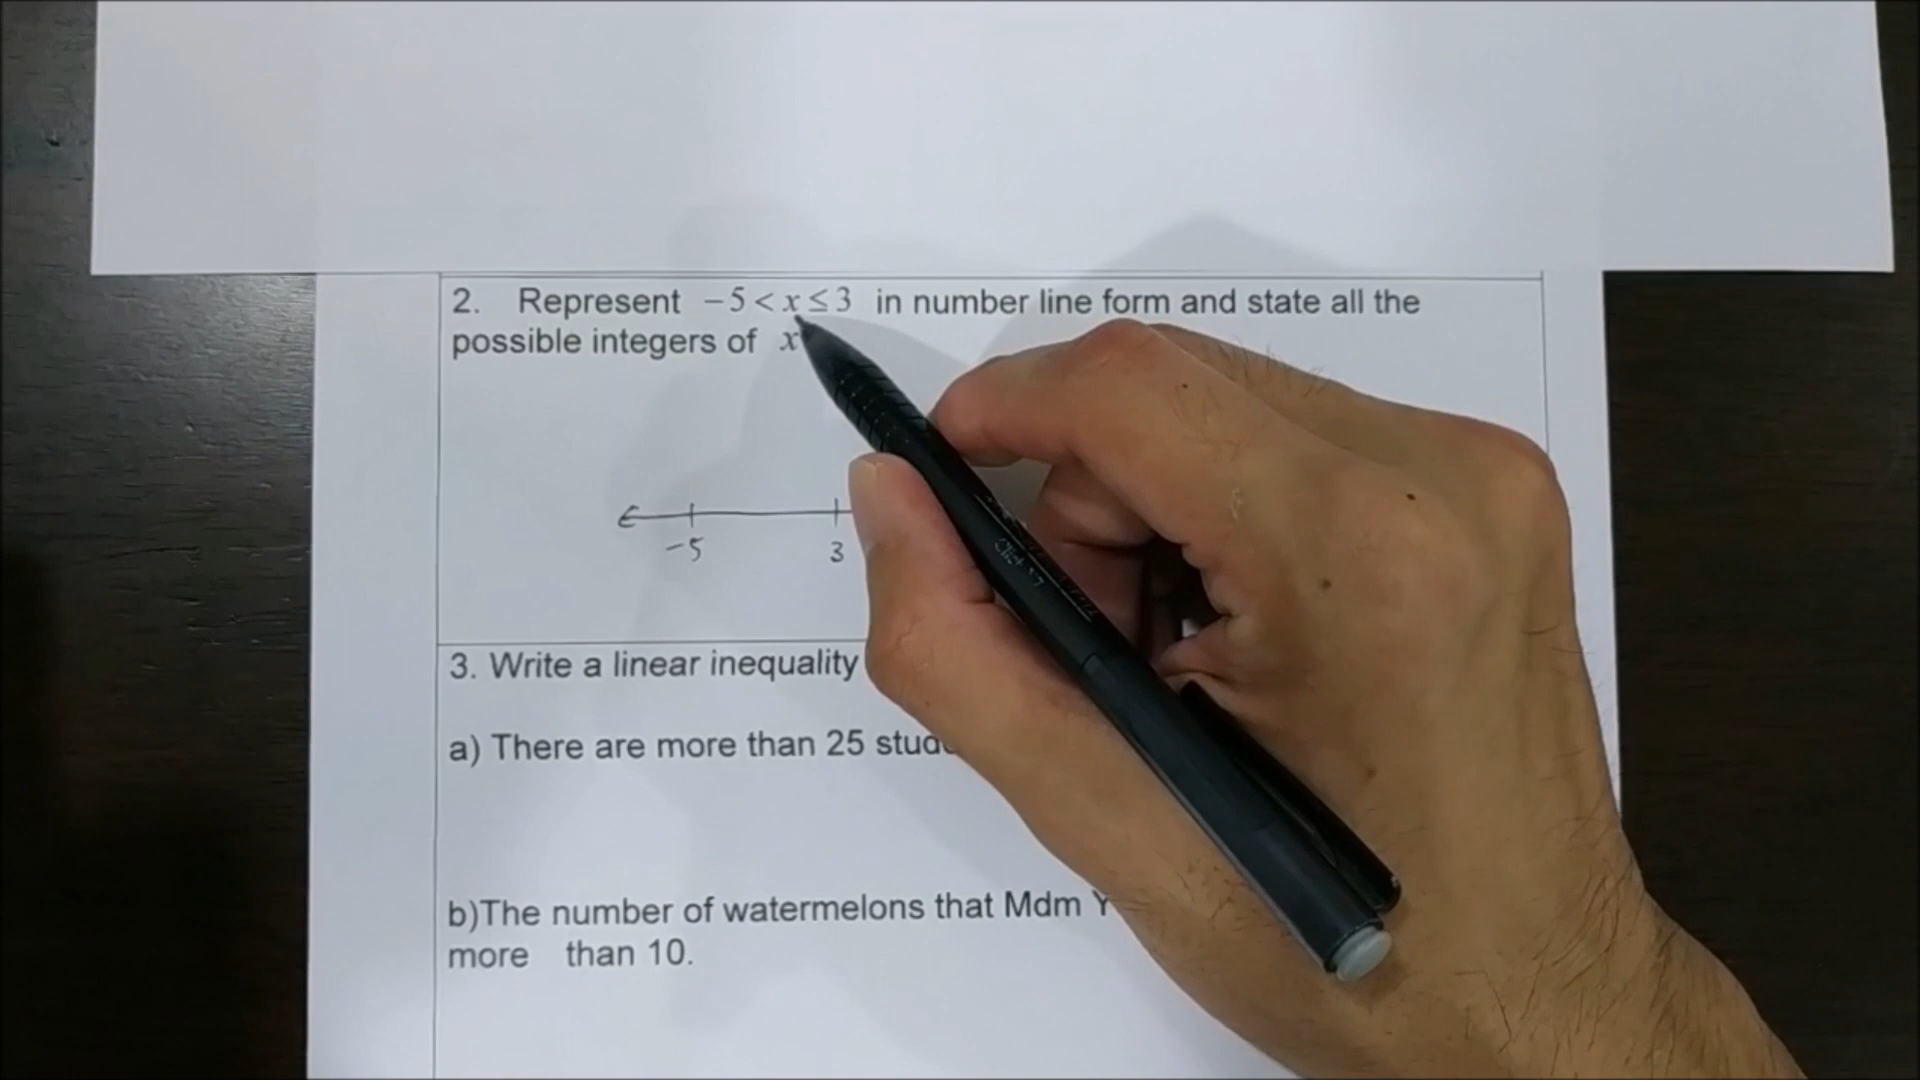 2. Represent −5 < x ≤ 3 in number line form and state all the
possible integers of x
−5 3
3. Write a linear inequality
a) There are more than 25
b)The number of watermelons that Mdm Y
more than 10.